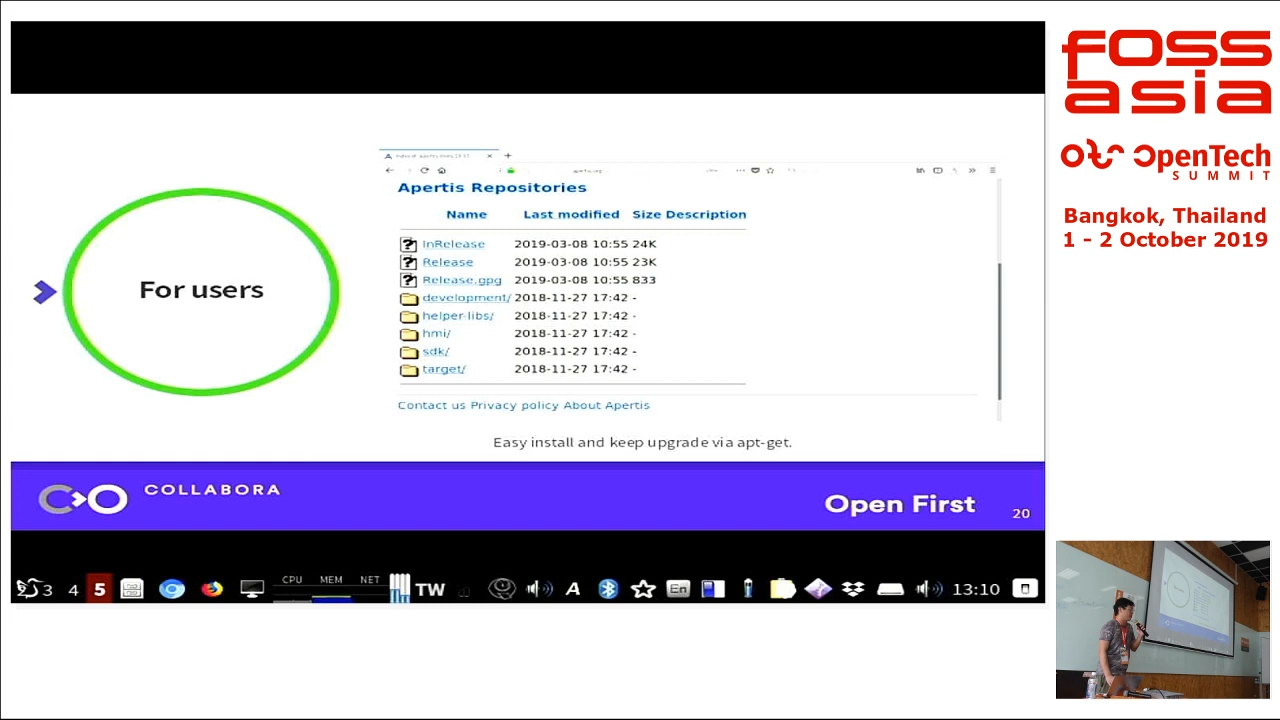 foss
asia
OpenTech
SUMMIT
Bangkok, Thailand
1 - 2 October 2019
For users
Apertis Repositories
Name Last modified Size Description
InRelease 2019-03-08 10:55 24K
Release 2019-03-08 10:55 23K
Release.gpg 2019-03-08 10:55 833
development/ 2018-11-27 17:42 -
helper-libs/ 2018-11-27 17:42 -
hmi/ 2018-11-27 17:42 -
sdk/ 2018-11-27 17:42 -
target/ 2018-11-27 17:42 -
Contact us Privacy policy About Apertis
Easy install and keep upgrade via apt-get.
COLLABORA
Open First
20
3 4 5 CPU MEM NET TW A En 13:10